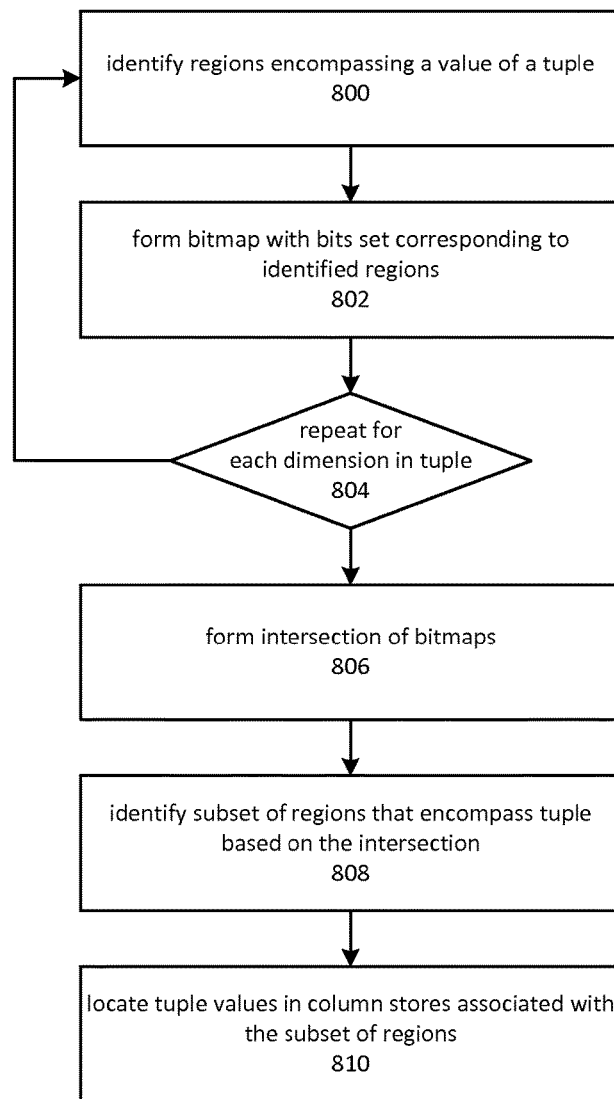 identify regions encompassing a value of a tuple
800
form bitmap with bits set corresponding to
identified regions
802
repeat for
each dimension in tuple
804
form intersection of bitmaps
806
identify subset of regions that encompass tuple
based on the intersection
808
locate tuple values in column stores associated with
the subset of regions
810